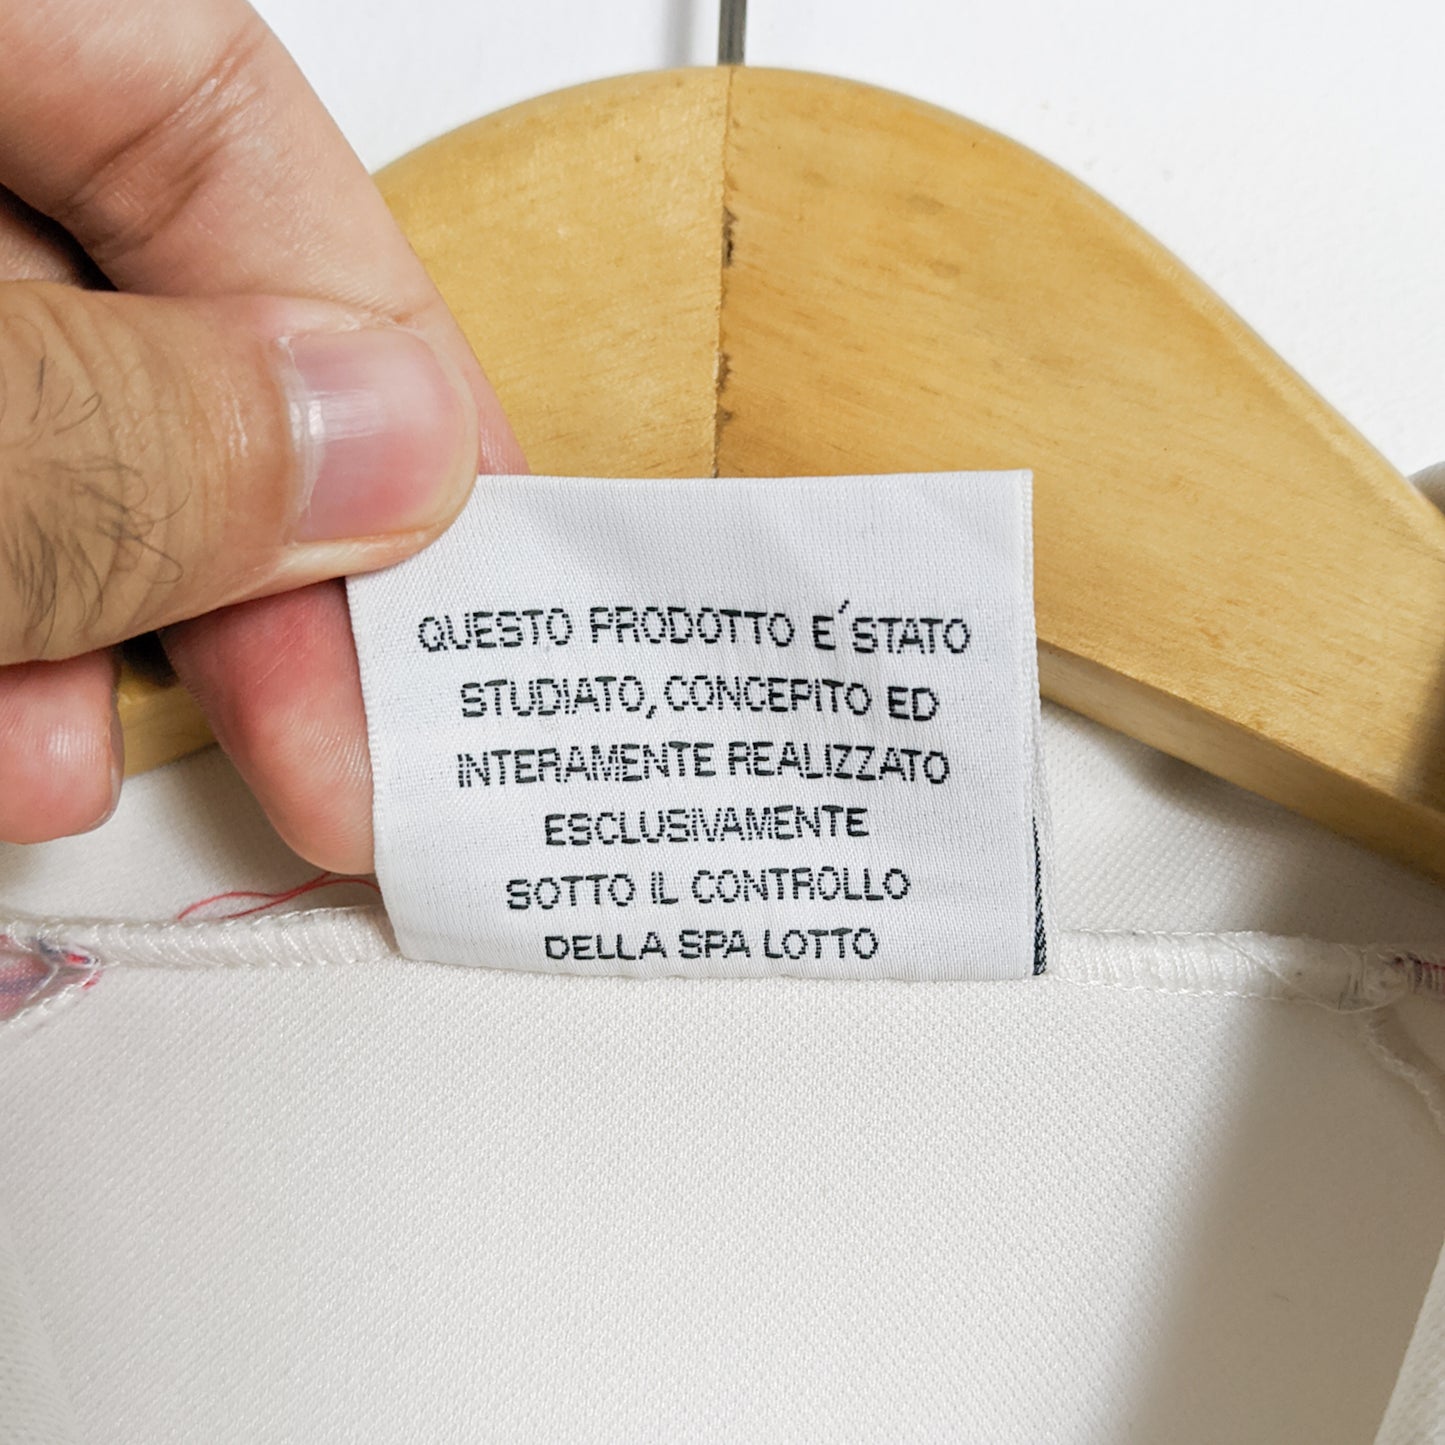 QUESTO PRODOTTO E´ STATO
STUDIATO, CONCEPITO ED
INTERAMENTE REALIZZATO
ESCLUSIVAMENTE
SOTTO IL CONTROLLO
DELLA SPA LOTTO